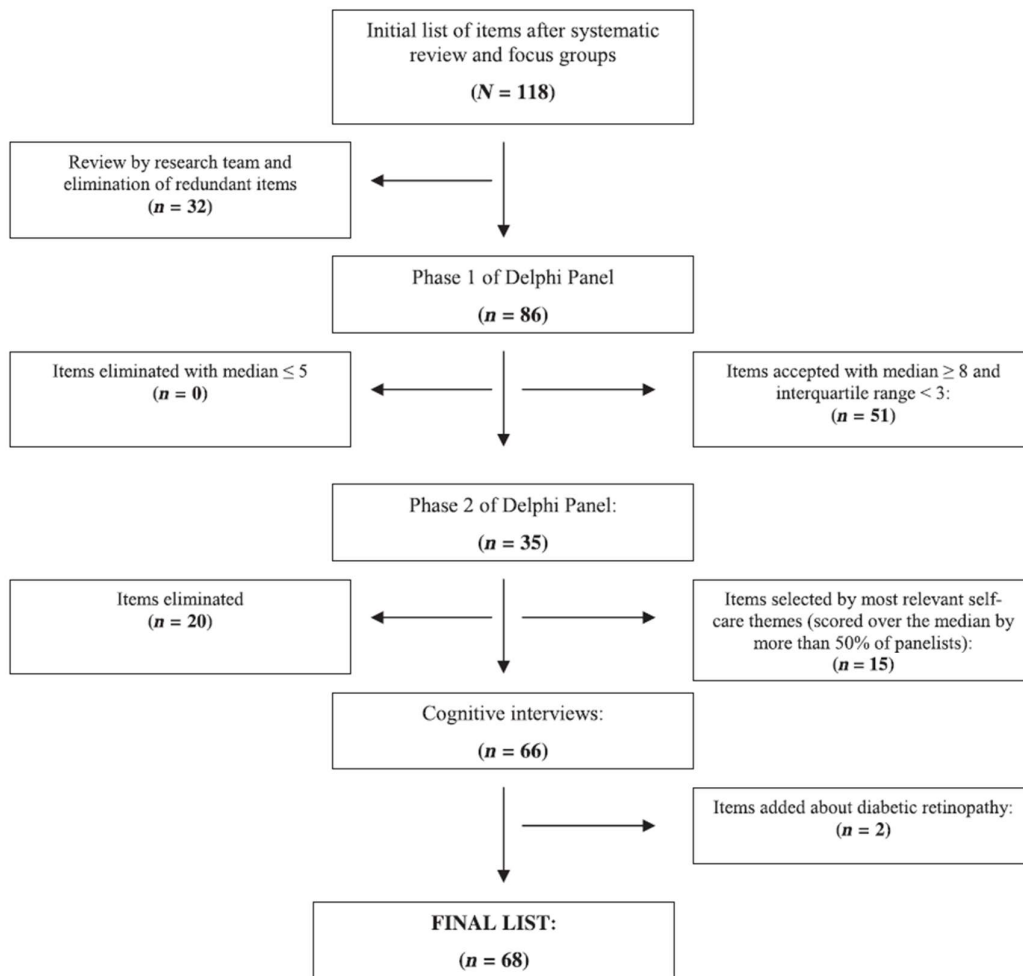 Initial list of items after systematic
review and focus groups
(N = 118)
Review by research team and
elimination of redundant items
(n = 32)
Phase 1 of Delphi Panel
(n = 86)
Items eliminated with median ≤ 5
(n = 0)
Items accepted with median ≥ 8 and
interquartile range < 3:
(n = 51)
Phase 2 of Delphi Panel:
(n = 35)
Items eliminated
(n = 20)
Items selected by most relevant self-
care themes (scored over the median by
more than 50% of panelists):
(n = 15)
Cognitive interviews:
(n = 66)
Items added about diabetic retinopathy:
(n = 2)
FINAL LIST:
(n = 68)